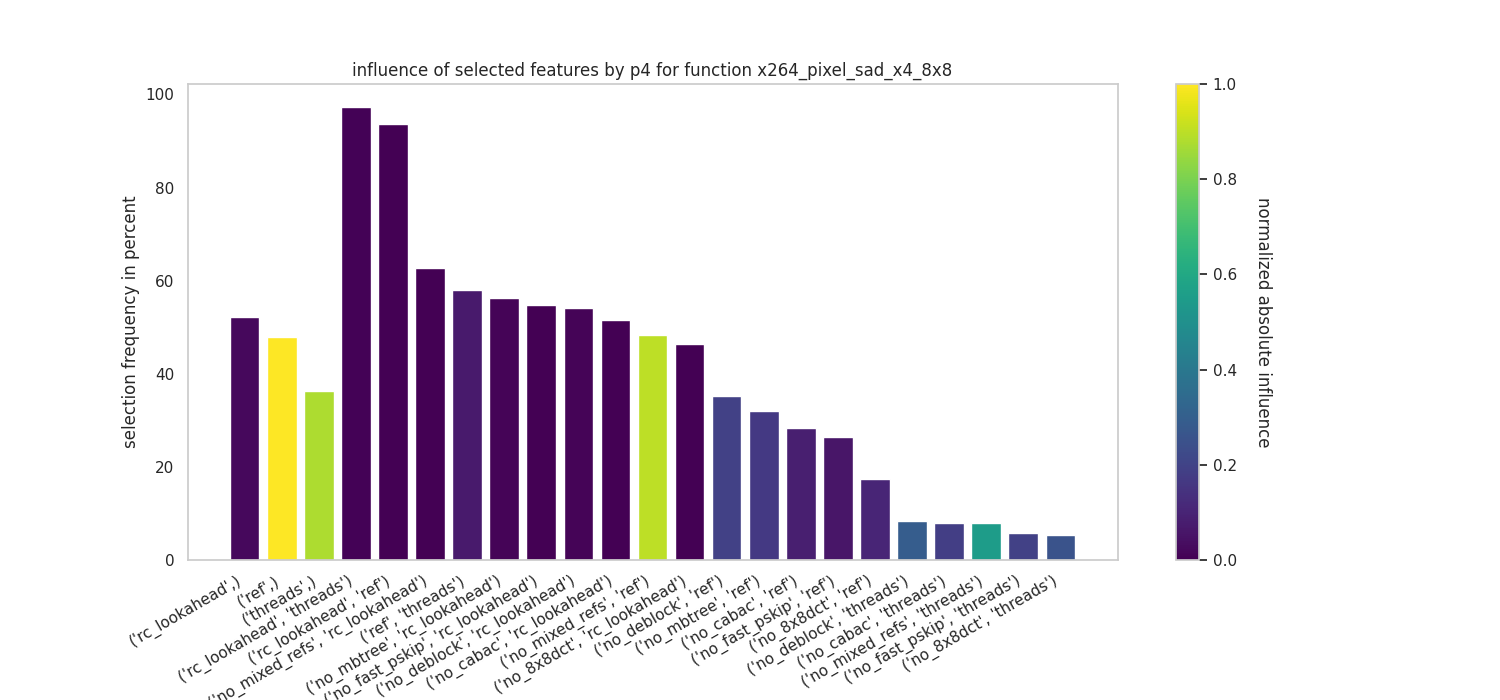 influence of selected features by p4 for function x264_pixel_sad_x4_8x8
selection frequency in percent
100
80
60
40
20
0
('rc_lookahead',)
('ref',)
('threads',)
('rc_lookahead', 'threads')
('rc_lookahead', 'ref')
('no_mixed_refs', 'rc_lookahead')
('ref', 'threads')
('no_mbtree', 'rc_lookahead')
('no_fast_pskip', 'rc_lookahead')
('no_deblock', 'rc_lookahead')
('no_cabac', 'rc_lookahead')
('no_mixed_refs', 'ref')
('no_8x8dct', 'rc_lookahead')
('no_deblock', 'ref')
('no_mbtree', 'ref')
('no_cabac', 'ref')
('no_fast_pskip', 'ref')
('no_8x8dct', 'ref')
('no_deblock', 'threads')
('no_cabac', 'threads')
('no_mixed_refs', 'threads')
('no_fast_pskip', 'threads')
('no_8x8dct', 'threads')
1.0
0.8
0.6
0.4
0.2
0.0
normalized absolute influence